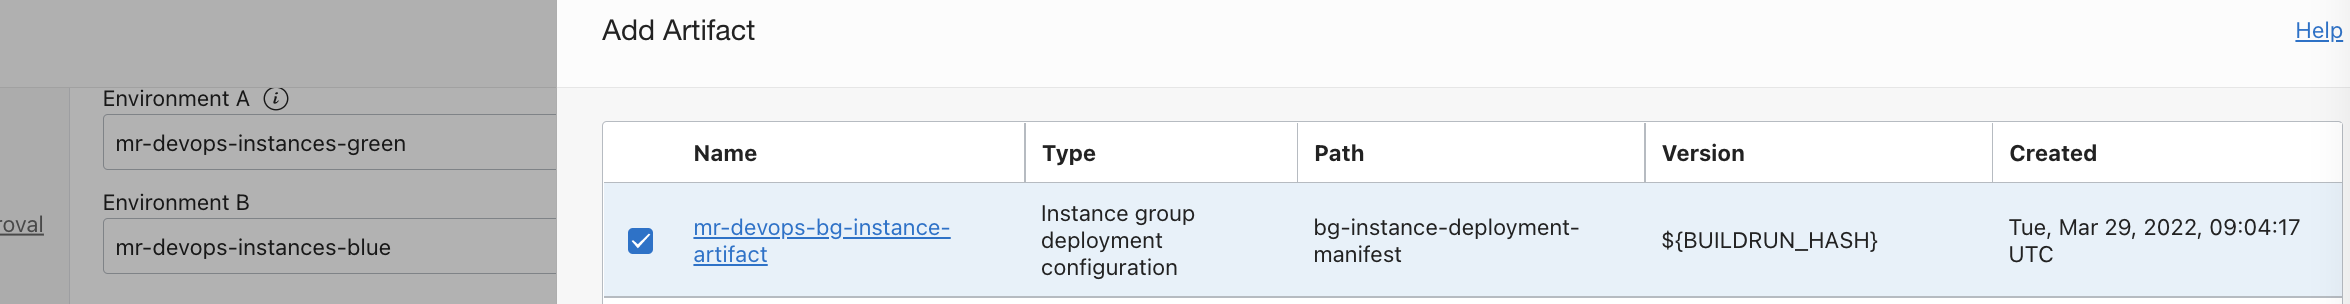 Add Artifact
Help
Environment A
mr-devops-instances-green
Environment B
roval
mr-devops-instances-blue
Name Type Path Version Created
mr-devops-bg-instance-
artifact
Instance group
deployment
configuration
bg-instance-deployment-
manifest
${BUILDRUN_HASH}
Tue, Mar 29, 2022, 09:04:17
UTC